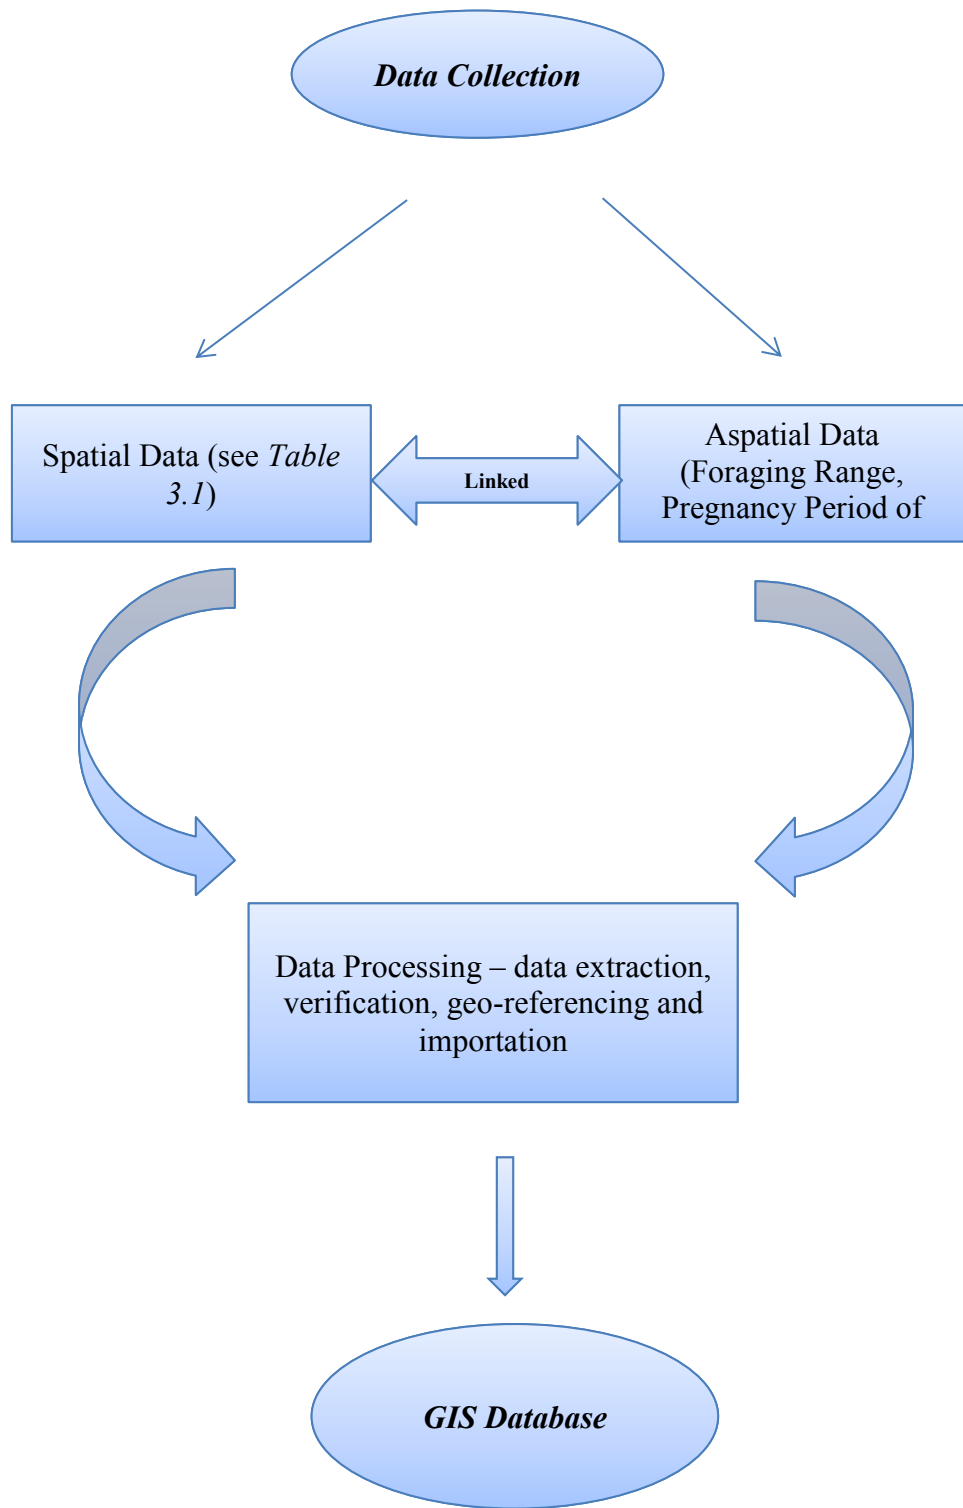 Data Collection
Spatial Data (see Table
3.1)
Linked
Aspatial Data
(Foraging Range,
Pregnancy Period of
Data Processing – data extraction,
verification, geo-referencing and
importation
GIS Database